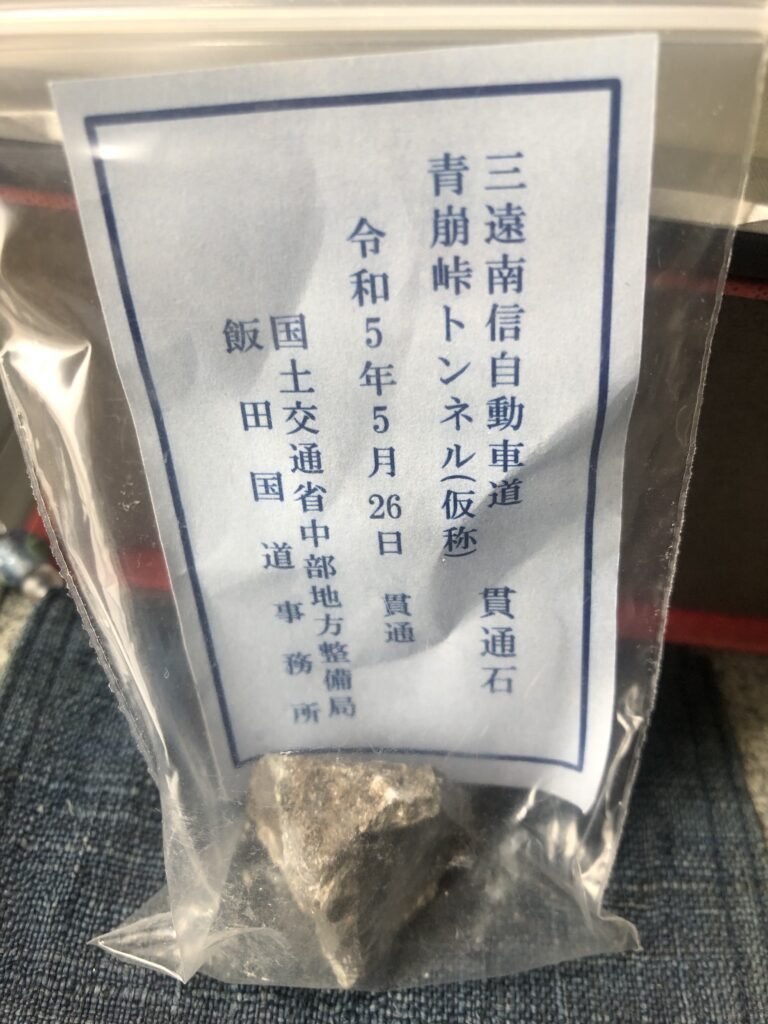 三遠南信自動車道
青崩峠トンネル(仮称) 貫通石
令和5年5月26日 貫通
国土交通省中部地方整備局
飯田国道事務所